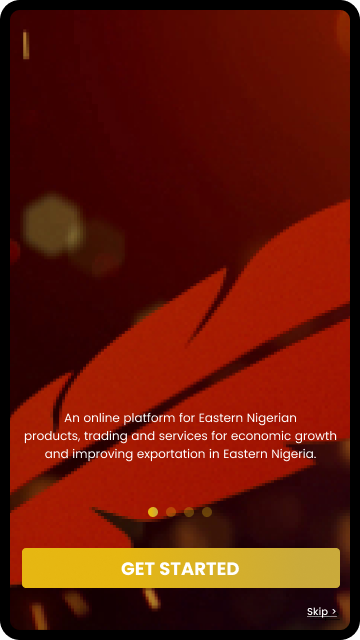 An online platform for Eastern Nigerian
products, trading and services for economic growth
and improving exportation in Eastern Nigeria.
GET STARTED
Skip >